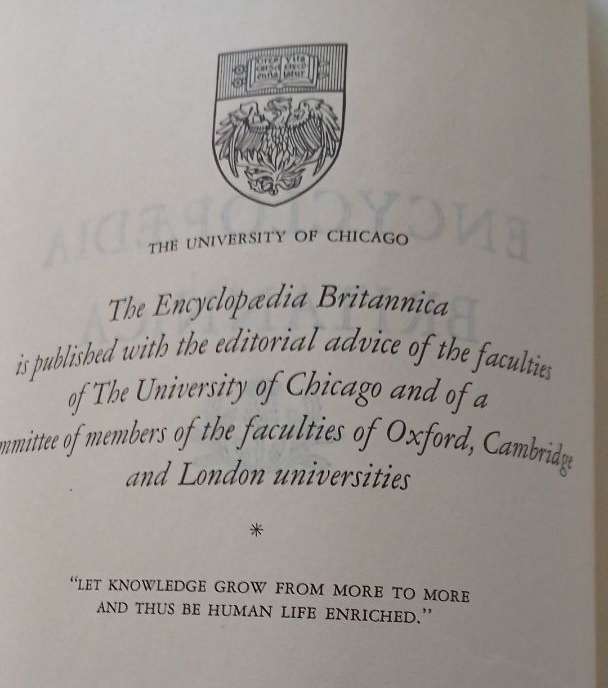 THE UNIVERSITY OF CHICAGO
The Encyclopædia Britannica
is published with the editorial advice of the faculties
of The University of Chicago and of a
mmittee of members of the faculties of Oxford, Cambridge
and London universities
*
"LET KNOWLEDGE GROW FROM MORE TO MORE
AND THUS BE HUMAN LIFE ENRICHED."